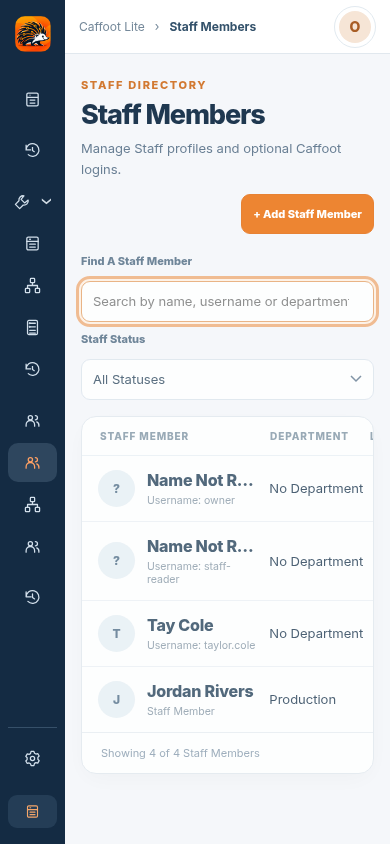 Caffoot Lite › Staff Members
O
STAFF DIRECTORY
Staff Members
Manage Staff profiles and optional Caffoot
logins.
+ Add Staff Member
Find A Staff Member
Search by name, username or departmen
Staff Status
All Statuses
STAFF MEMBER DEPARTMENT
? Name Not R... No Department
Username: owner
? Name Not R... No Department
Username: staff-
reader
T Tay Cole No Department
Username: taylor.cole
J Jordan Rivers Production
Staff Member
Showing 4 of 4 Staff Members